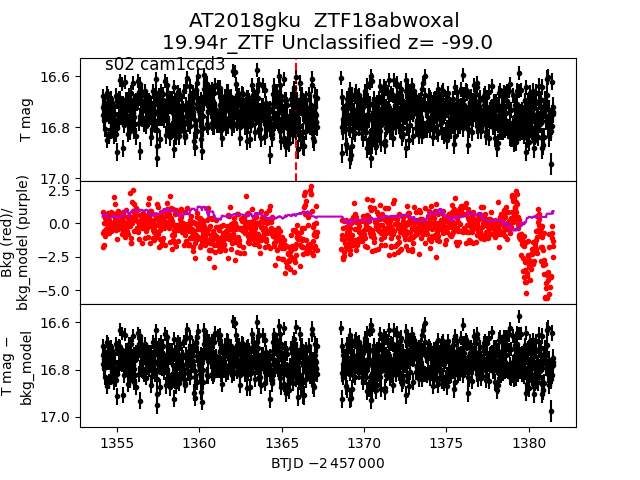 AT2018gku  ZTF18abwoxal
19.94r_ZTF Unclassified z= -99.0
s02 cam1ccd3
T mag
16.6
16.8
17.0
Bkg (red)/
bkg_model (purple)
2.5
0.0
−2.5
−5.0
T mag −
bkg_model
16.6
16.8
17.0
1355 1360 1365 1370 1375 1380
BTJD −2 457 000